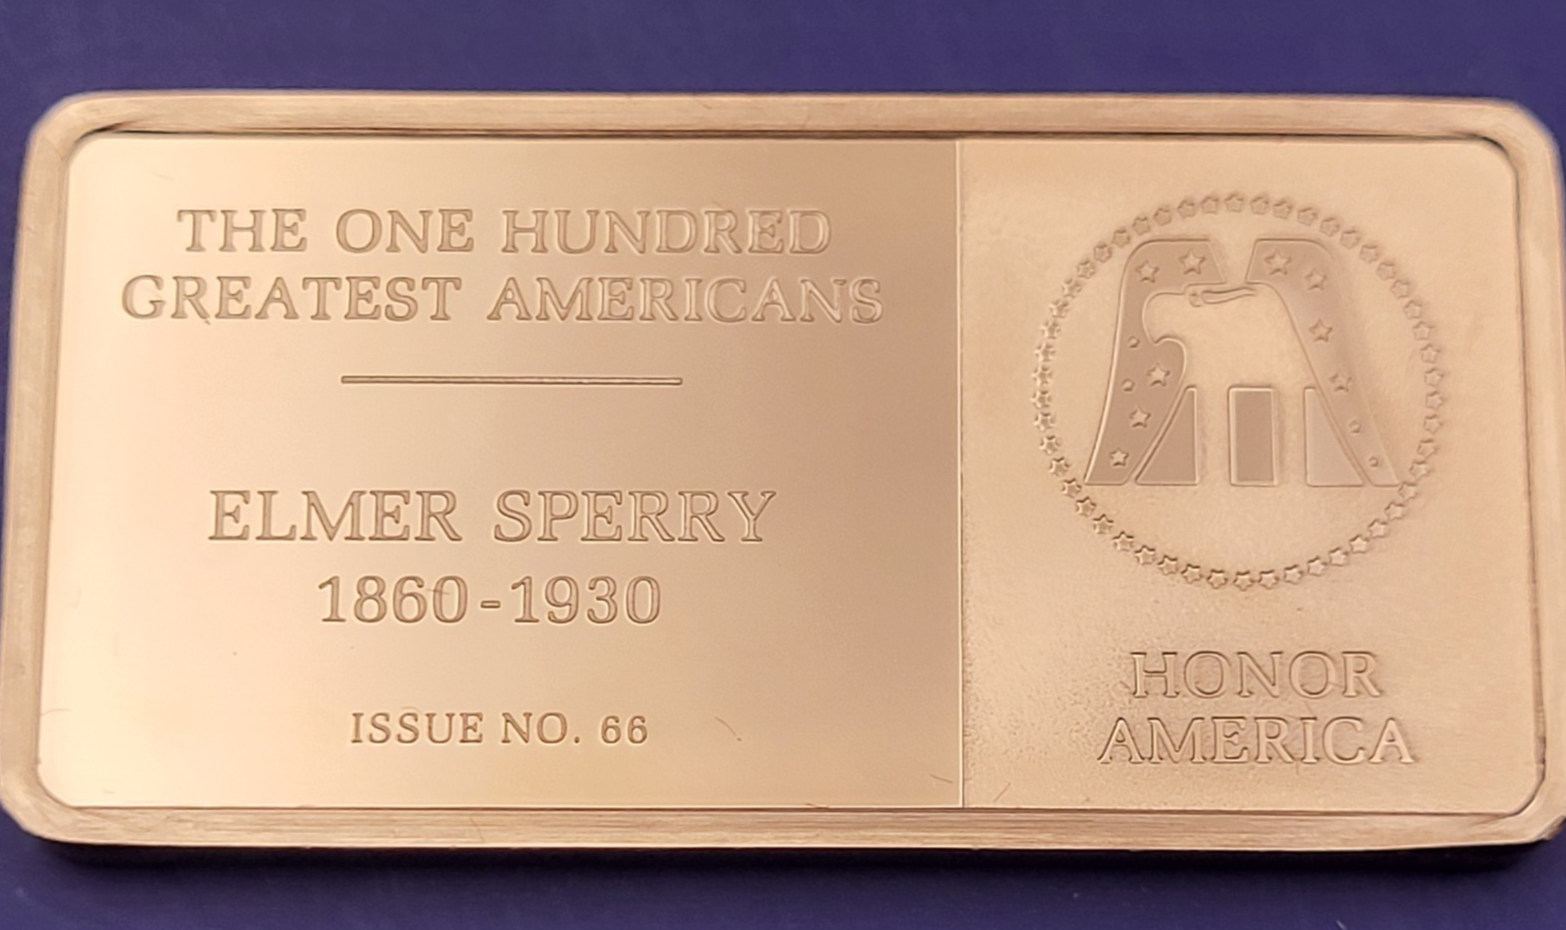 THE ONE HUNDRED
GREATEST AMERICANS
ELMER SPERRY
1860-1930
ISSUE NO. 66
HONOR
AMERICA